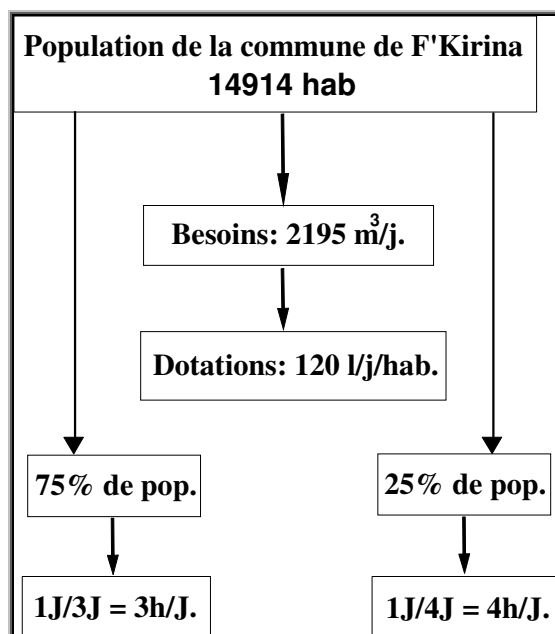 Population de la commune de F'Kirina
14914 hab
Besoins: 2195 m³/j.
Dotations: 120 l/j/hab.
75% de pop.
25% de pop.
1J/3J = 3h/J.
1J/4J = 4h/J.